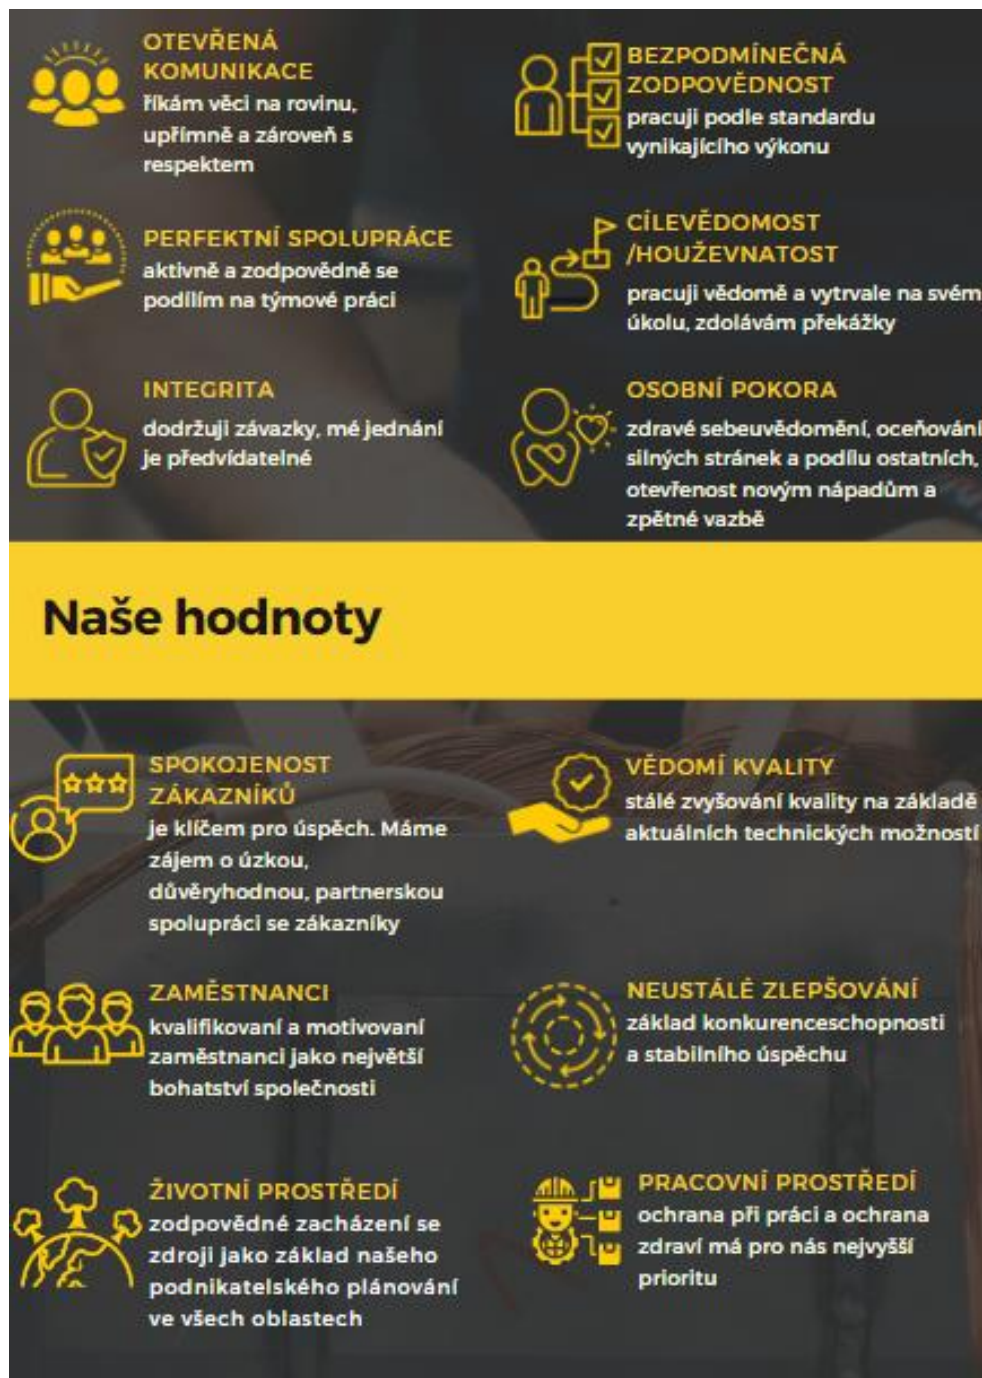 OTEVŘENÁ
KOMUNIKACE
říkám věci na rovinu,
upřímně a zároveň s
respektem
BEZPODMÍNEČNÁ
ZODPOVĚDNOST
pracuji podle standardu
vynikajícího výkonu
PERFEKTNÍ SPOLUPRÁCE
aktivně a zodpovědně se
podílím na týmové práci
CÍLEVĚDOMOST
/HOUŽEVNATOST
pracuji vědomě a vytrvale na svém
úkolu, zdolávám překážky
INTEGRITA
dodržuji závazky, mé jednání
je předvídatelné
OSOBNÍ POKORA
zdravé sebeuvědomění, oceňování
silných stránek a podílu ostatních,
otevřenost novým nápadům a
zpětné vazbě
Naše hodnoty
SPOKOJENOST
ZÁKAZNÍKŮ
je klíčem pro úspěch. Máme
zájem o úzkou,
důvěryhodnou, partnerskou
spolupráci se zákazníky
VĚDOMÍ KVALITY
stálé zvyšování kvality na základě
aktuálních technických možností
ZAMĚSTNANCI
kvalifikovaní a motivovaní
zaměstnanci jako největší
bohatství společnosti
NEUSTÁLÉ ZLEPŠOVÁNÍ
základ konkurenceschopnosti
a stabilního úspěchu
ŽIVOTNÍ PROSTŘEDÍ
zodpovědné zacházení se
zdroji jako základ našeho
podnikatelského plánování
ve všech oblastech
PRACOVNÍ PROSTŘEDÍ
ochrana při práci a ochrana
zdraví má pro nás nejvyšší
prioritu